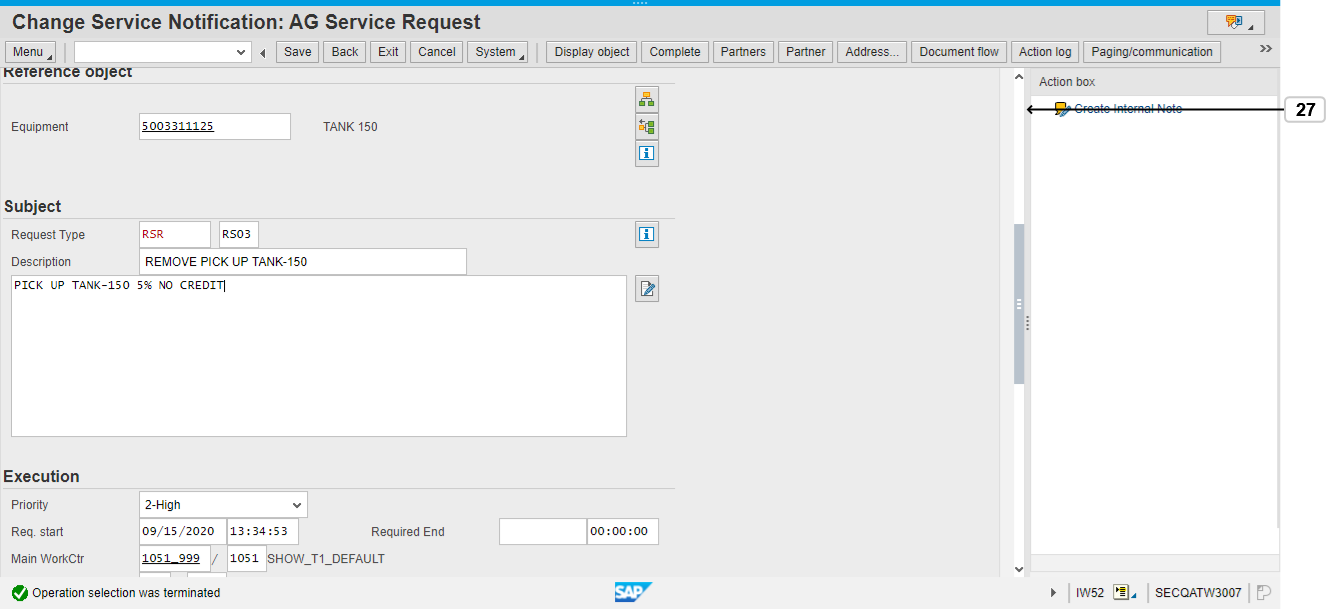 Change Service Notification: AG Service Request
Menu Save Back Exit Cancel System Display object Complete Partners Partner Address... Document flow Action log Paging/communication
Reference object
Action box
Create Internal Note
27
Equipment 5003311125 TANK 150
Subject
Request Type RSR RS03
Description REMOVE PICK UP TANK-150
PICK UP TANK-150 5% NO CREDIT
Execution
Priority 2-High
Req. start 09/15/2020 13:34:53 Required End 00:00:00
Main WorkCtr 1051_999 / 1051 SHOW_T1_DEFAULT
Operation selection was terminated SAP IW52 SECQATW3007